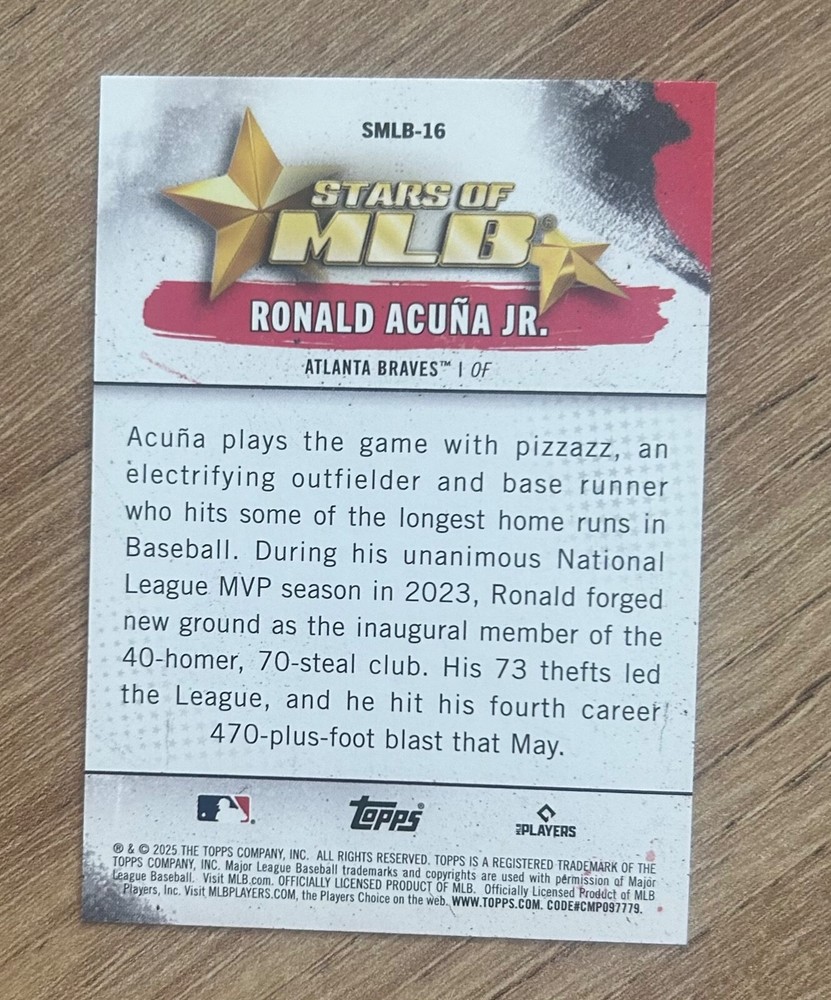 SMLB-16
STARS OF
MLB®
RONALD ACUÑA JR.
ATLANTA BRAVES™ | OF
Acuña plays the game with pizzazz, an
electrifying outfielder and base runner
who hits some of the longest home runs in
Baseball. During his unanimous National
League MVP season in 2023, Ronald forged
new ground as the inaugural member of the
40-homer, 70-steal club. His 73 thefts led
the League, and he hit his fourth career
470-plus-foot blast that May.
Topps®
PLAYERS
® & © 2025 THE TOPPS COMPANY, INC. ALL RIGHTS RESERVED. TOPPS IS A REGISTERED TRADEMARK OF THE
TOPPS COMPANY, INC. Major League Baseball trademarks and copyrights are used with permission of Major
League Baseball. Visit MLB.com. OFFICIALLY LICENSED PRODUCT OF MLB. Officially Licensed Product of MLB
Players, Inc. Visit MLBPLAYERS.COM, the Players Choice on the web. WWW.TOPPS.COM. CODE#CMP097779.